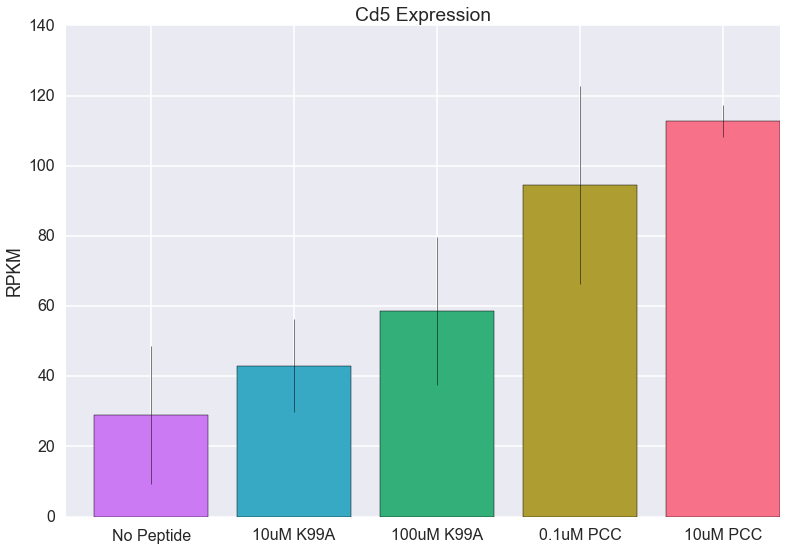 Cd5 Expression
140
120
100
80
60
40
20
0
RPKM
No Peptide
10uM K99A
100uM K99A
0.1uM PCC
10uM PCC